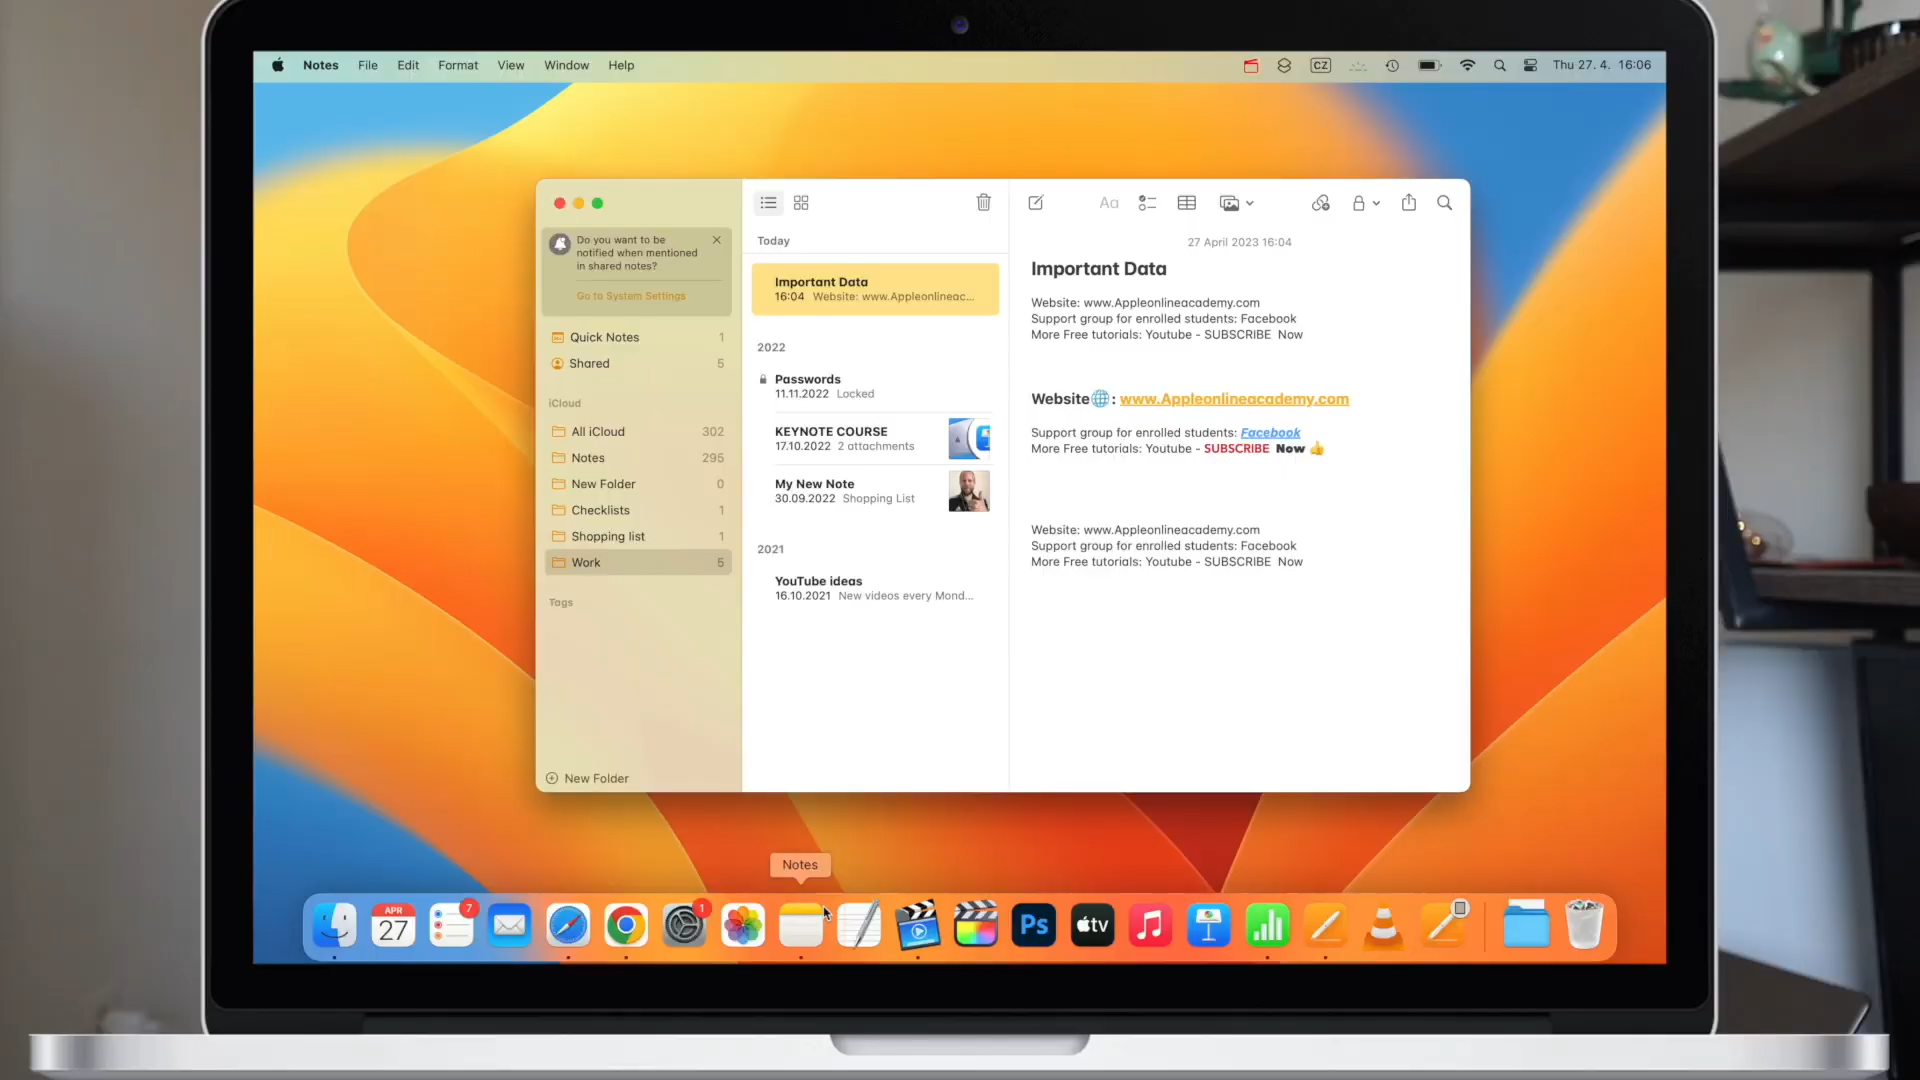 Notes File Edit Format View Window Help CZ Thu 27. 4. 16:06
Do you want to be
notified when mentioned
in shared notes?
Go to System Settings
Quick Notes 1
Shared 5
iCloud
All iCloud 302
Notes 295
New Folder 0
Checklists 1
Shopping list 1
Work 5
Tags
New Folder
Today
Important Data
16:04 Website: www.Appleonlineac...
2022
Passwords
11.11.2022 Locked
KEYNOTE COURSE
17.10.2022 2 attachments
My New Note
30.09.2022 Shopping List
2021
YouTube ideas
16.10.2021 New videos every Mond...
Aa
27 April 2023 16:04
Important Data
Website: www.Appleonlineacademy.com
Support group for enrolled students: Facebook
More Free tutorials: Youtube - SUBSCRIBE Now
Website🌐: www.Appleonlineacademy.com
Support group for enrolled students: Facebook
More Free tutorials: Youtube - SUBSCRIBE Now 👍
Website: www.Appleonlineacademy.com
Support group for enrolled students: Facebook
More Free tutorials: Youtube - SUBSCRIBE Now
Notes
APR
27
7
1
Ps
tv